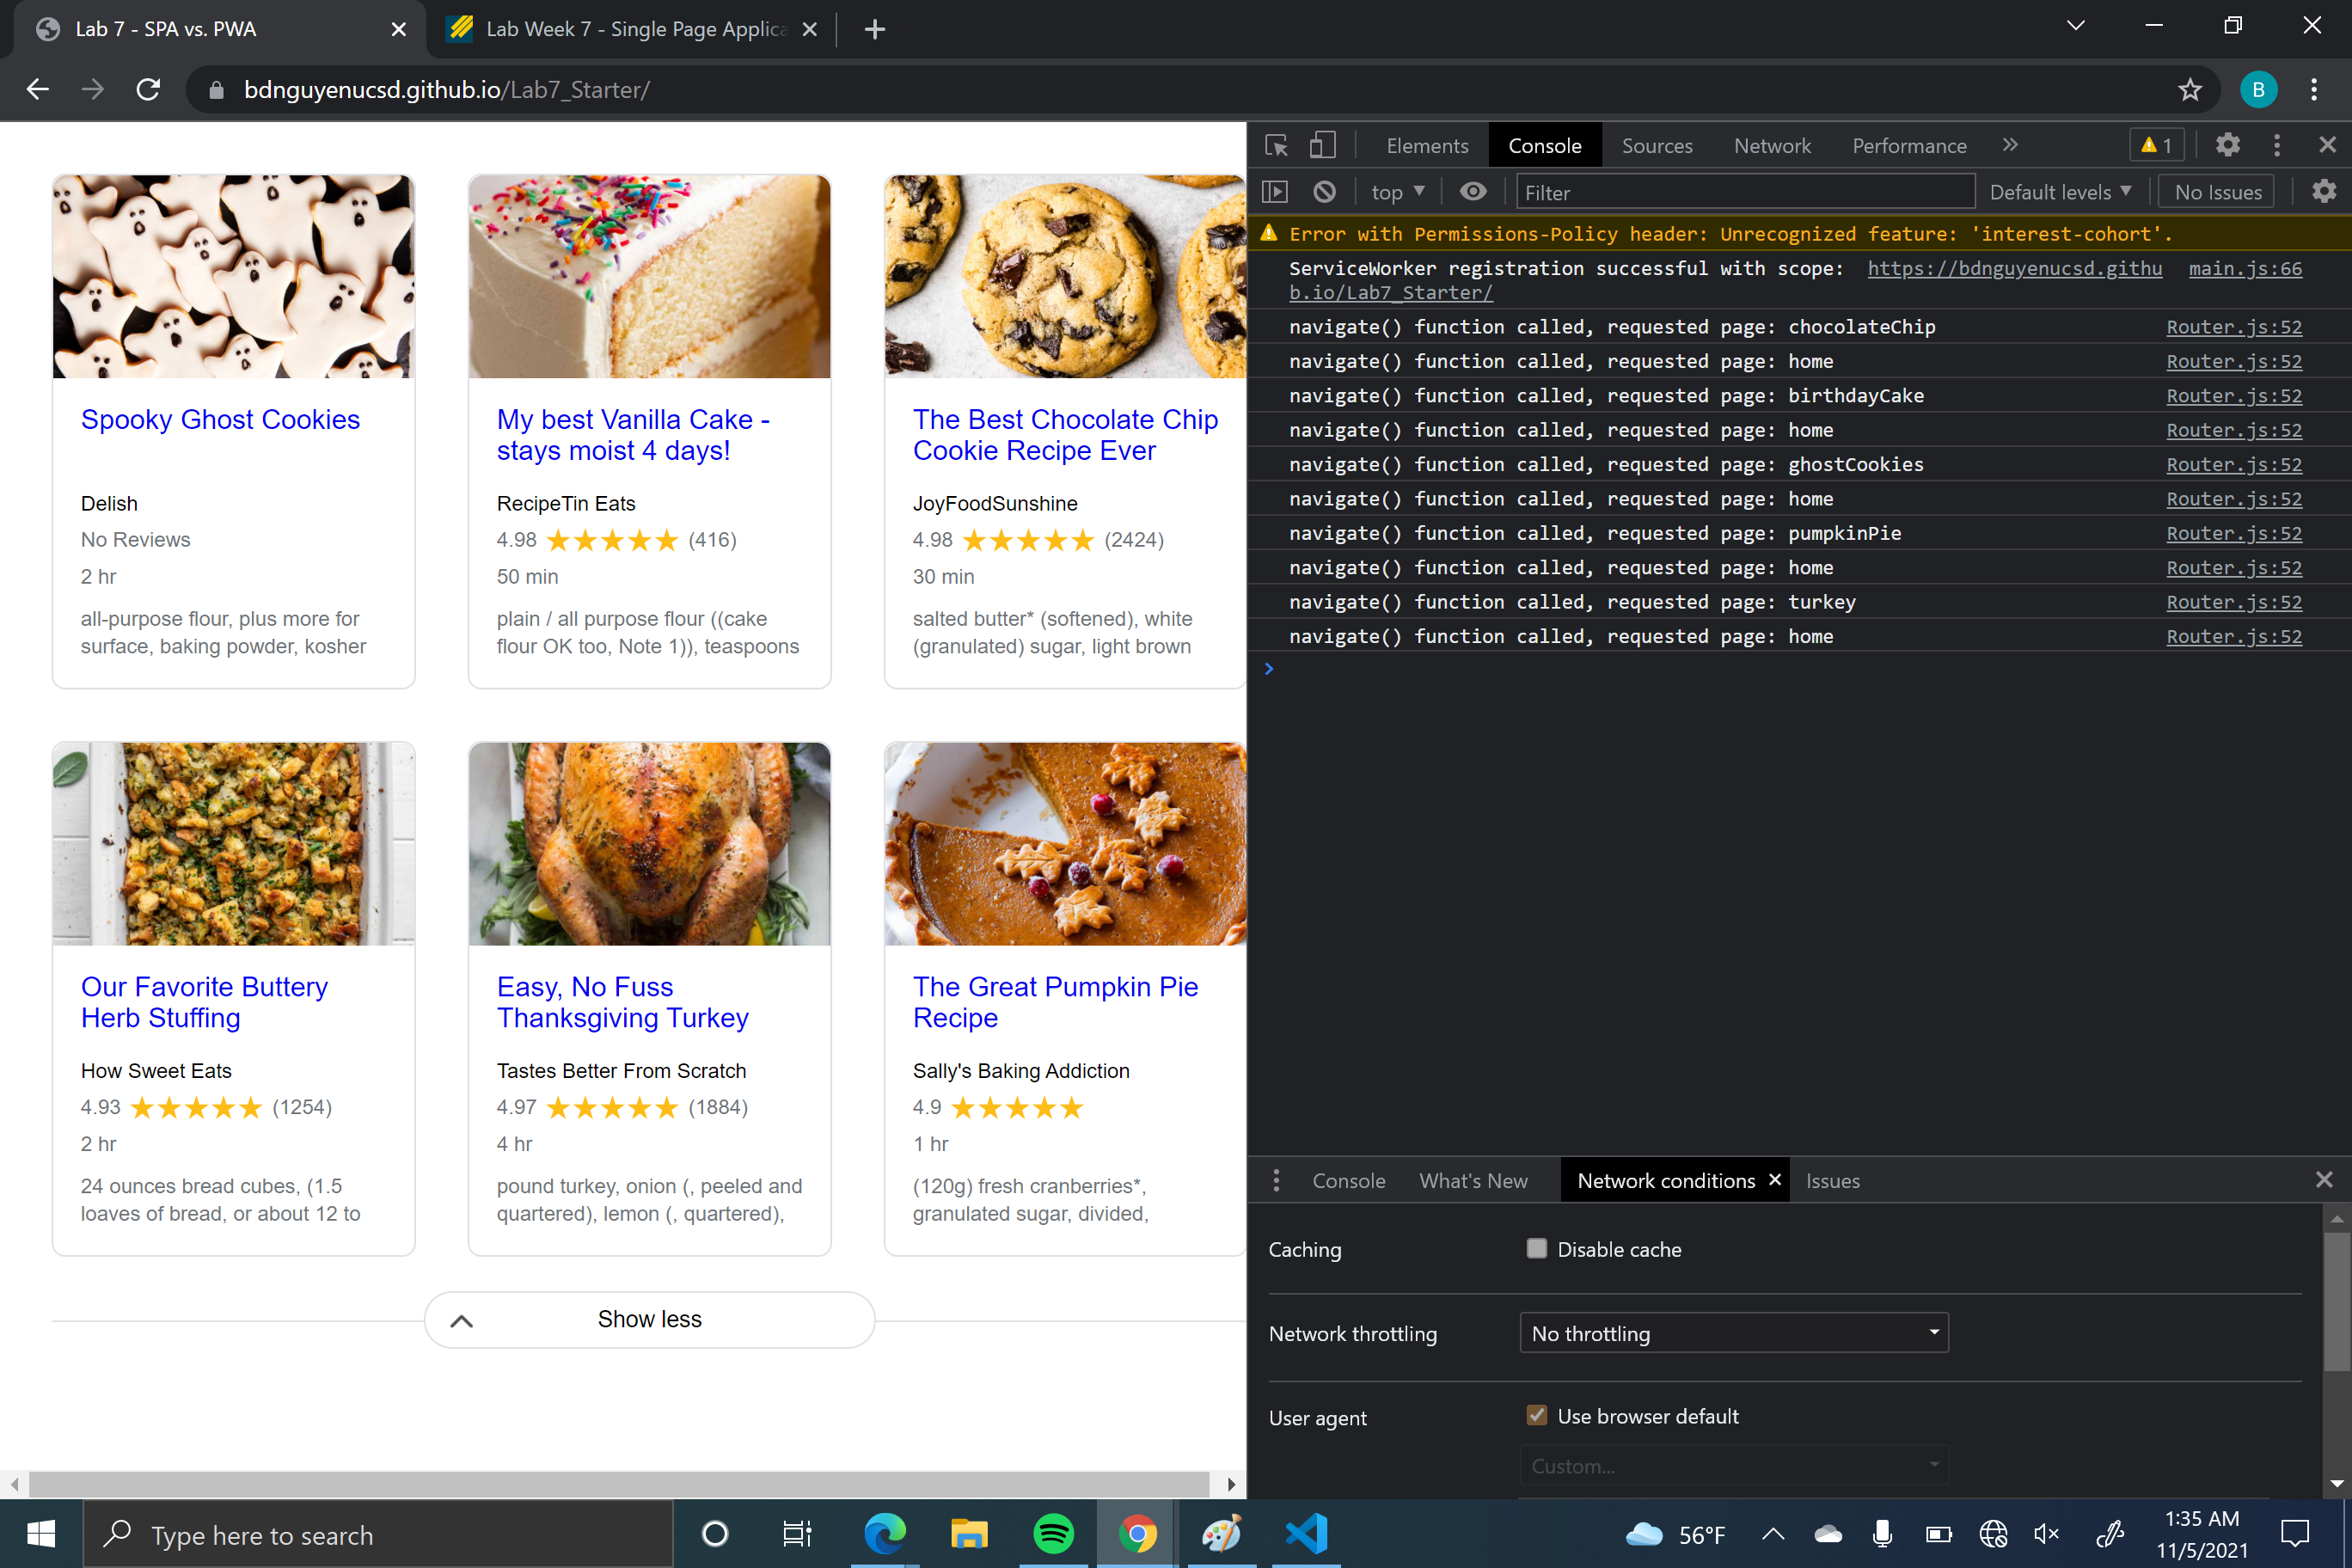 Lab 7 - SPA vs. PWA
Lab Week 7 - Single Page Applica
bdnguyenucsd.github.io/Lab7_Starter/
B
Spooky Ghost Cookies
Delish
No Reviews
2 hr
all-purpose flour, plus more for
surface, baking powder, kosher
My best Vanilla Cake -
stays moist 4 days!
RecipeTin Eats
4.98 ★★★★★ (416)
50 min
plain / all purpose flour ((cake
flour OK too, Note 1)), teaspoons
The Best Chocolate Chip
Cookie Recipe Ever
JoyFoodSunshine
4.98 ★★★★★ (2424)
30 min
salted butter* (softened), white
(granulated) sugar, light brown
Our Favorite Buttery
Herb Stuffing
How Sweet Eats
4.93 ★★★★★ (1254)
2 hr
24 ounces bread cubes, (1.5
loaves of bread, or about 12 to
Easy, No Fuss
Thanksgiving Turkey
Tastes Better From Scratch
4.97 ★★★★★ (1884)
4 hr
pound turkey, onion (, peeled and
quartered), lemon (, quartered),
The Great Pumpkin Pie
Recipe
Sally's Baking Addiction
4.9 ★★★★★
1 hr
(120g) fresh cranberries*,
granulated sugar, divided,
Show less
Elements Console Sources Network Performance » 1
top Filter Default levels No Issues
Error with Permissions-Policy header: Unrecognized feature: 'interest-cohort'.
ServiceWorker registration successful with scope: https://bdnguyenucsd.githu main.js:66
b.io/Lab7_Starter/
navigate() function called, requested page: chocolateChip Router.js:52
navigate() function called, requested page: home Router.js:52
navigate() function called, requested page: birthdayCake Router.js:52
navigate() function called, requested page: home Router.js:52
navigate() function called, requested page: ghostCookies Router.js:52
navigate() function called, requested page: home Router.js:52
navigate() function called, requested page: pumpkinPie Router.js:52
navigate() function called, requested page: home Router.js:52
navigate() function called, requested page: turkey Router.js:52
navigate() function called, requested page: home Router.js:52
Console What's New Network conditions Issues
Caching Disable cache
Network throttling No throttling
User agent Use browser default
Custom...
Type here to search
56°F
1:35 AM
11/5/2021